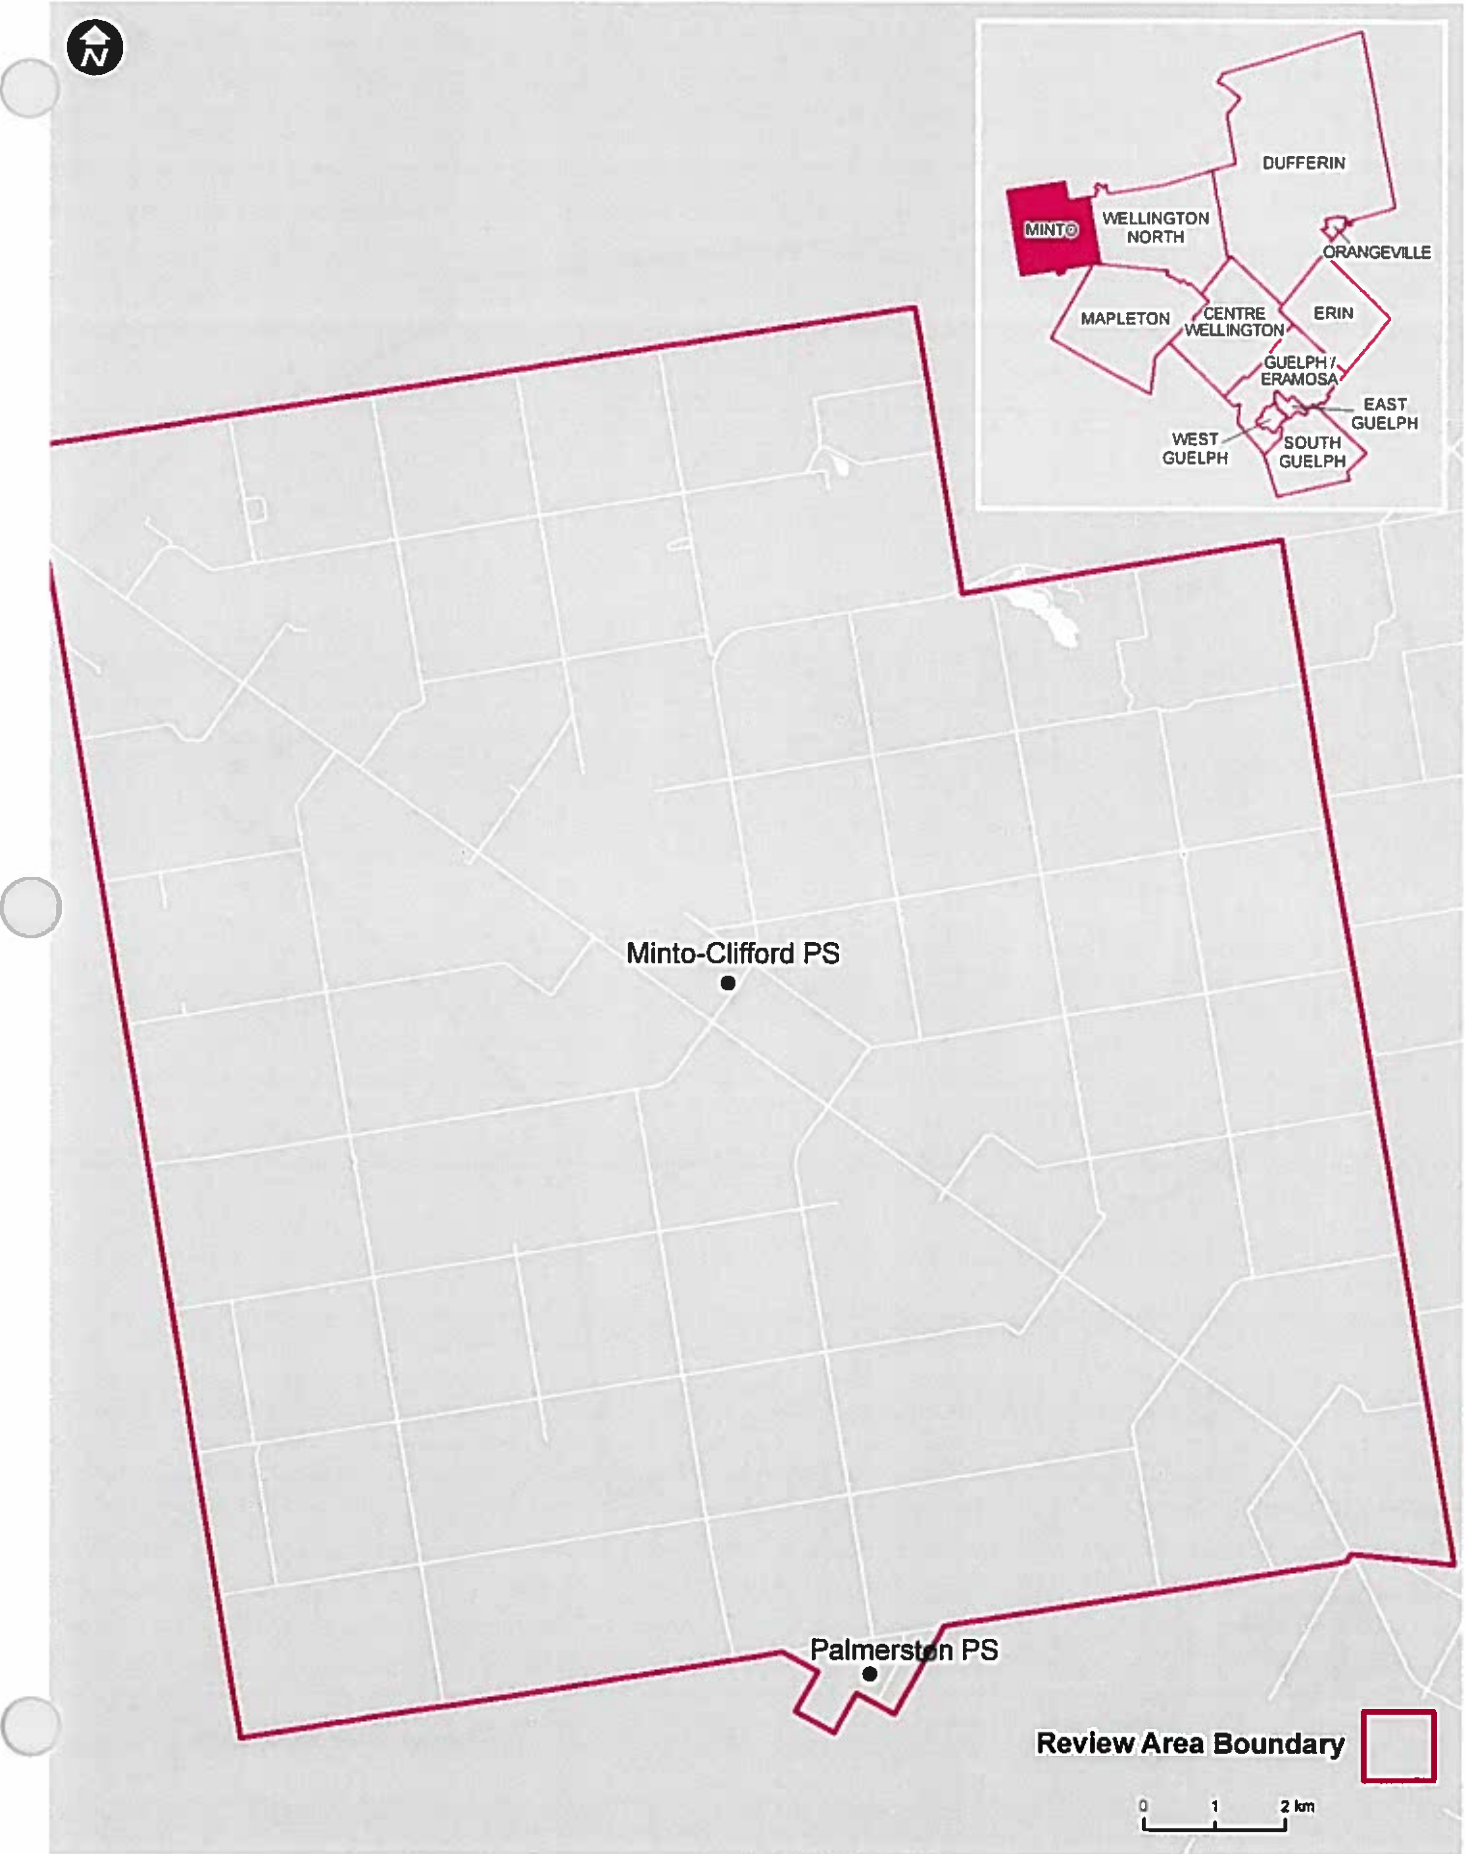 N
DUFFERIN
MINTO
WELLINGTON
NORTH
ORANGEVILLE
MAPLETON
CENTRE
WELLINGTON
ERIN
GUELPH /
ERAMOSA
EAST
GUELPH
WEST
GUELPH
SOUTH
GUELPH
Minto-Clifford PS
Palmerston PS
Review Area Boundary
0 1 2 km